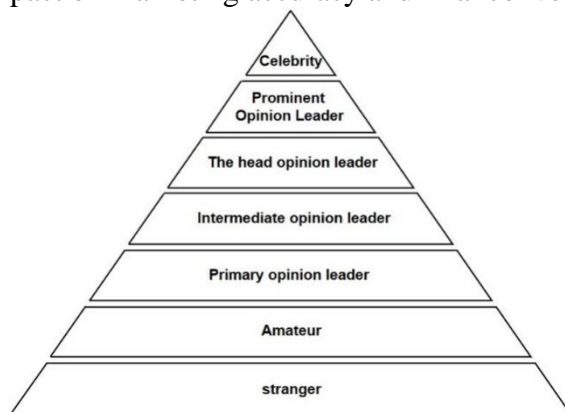 Celebrity
Prominent
Opinion Leader
The head opinion leader
Intermediate opinion leader
Primary opinion leader
Amateur
stranger